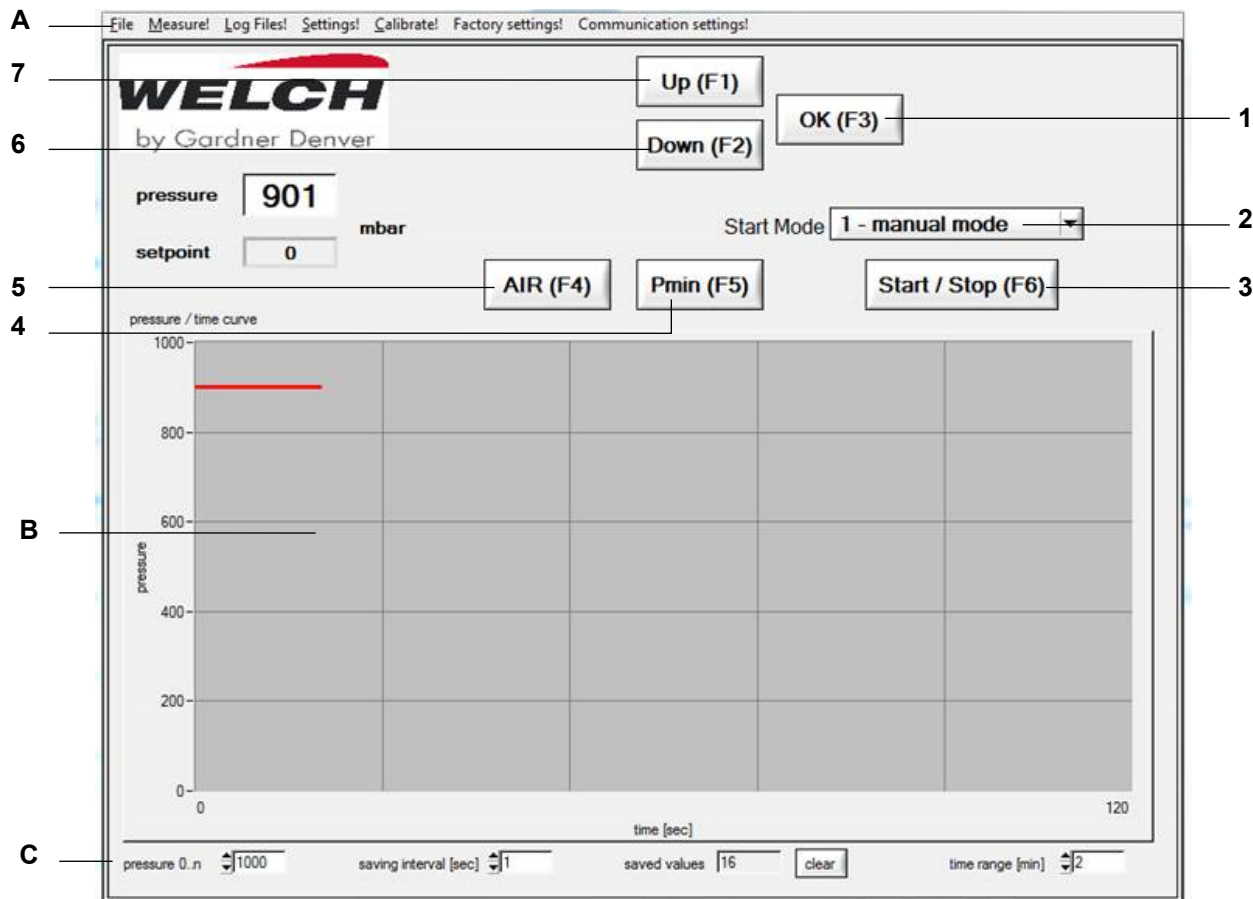 A
File Measure! Log Files! Settings! Calibrate! Factory settings! Communication settings!
7
WELCH
by Gardner Denver
Up (F1)
OK (F3)
1
6
Down (F2)
pressure 901
mbar
setpoint 0
Start Mode 1 - manual mode
2
5
AIR (F4)
Pmin (F5)
Start / Stop (F6)
3
4
pressure / time curve
1000
800
600
B
pressure
400
200
0
0
120
time [sec]
C
pressure 0..n 1000 saving interval [sec] 1 saved values 16 clear time range [min] 2